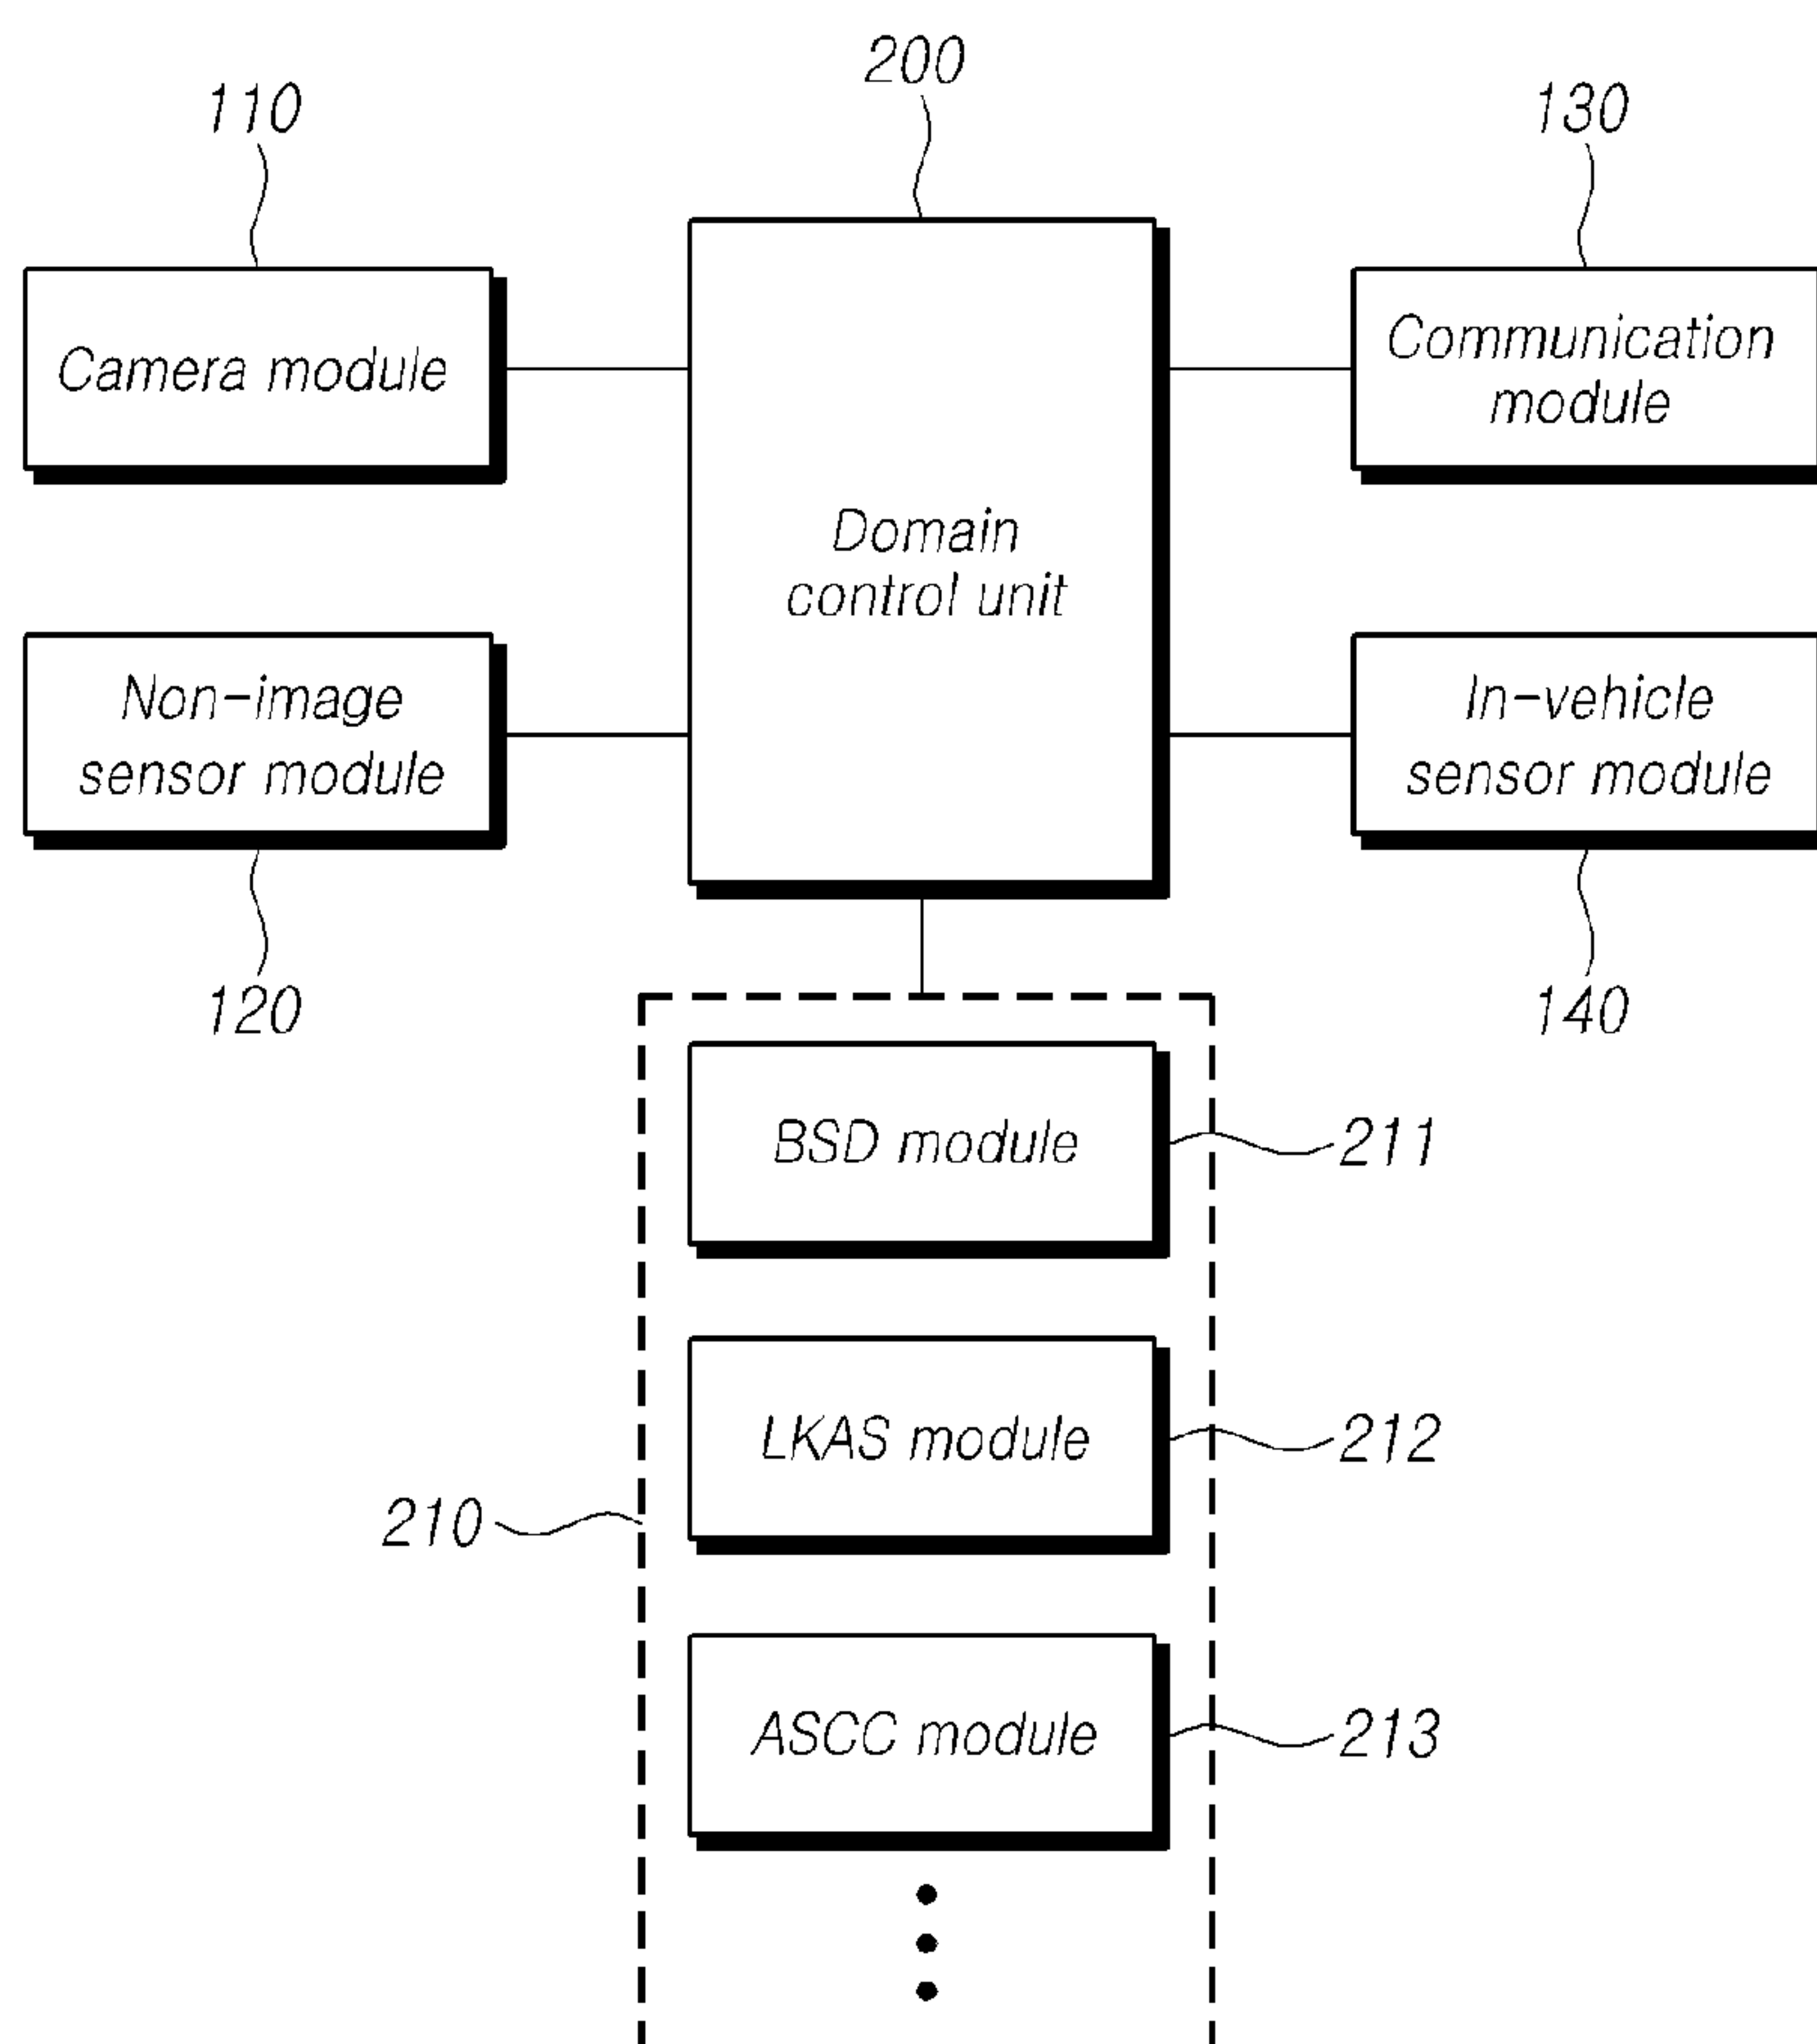 200
110
130
Camera module
Communication
module
Domain
control unit
Non-image
sensor module
In-vehicle
sensor module
120
140
BSD module
211
LKAS module
212
210
ASCC module
213